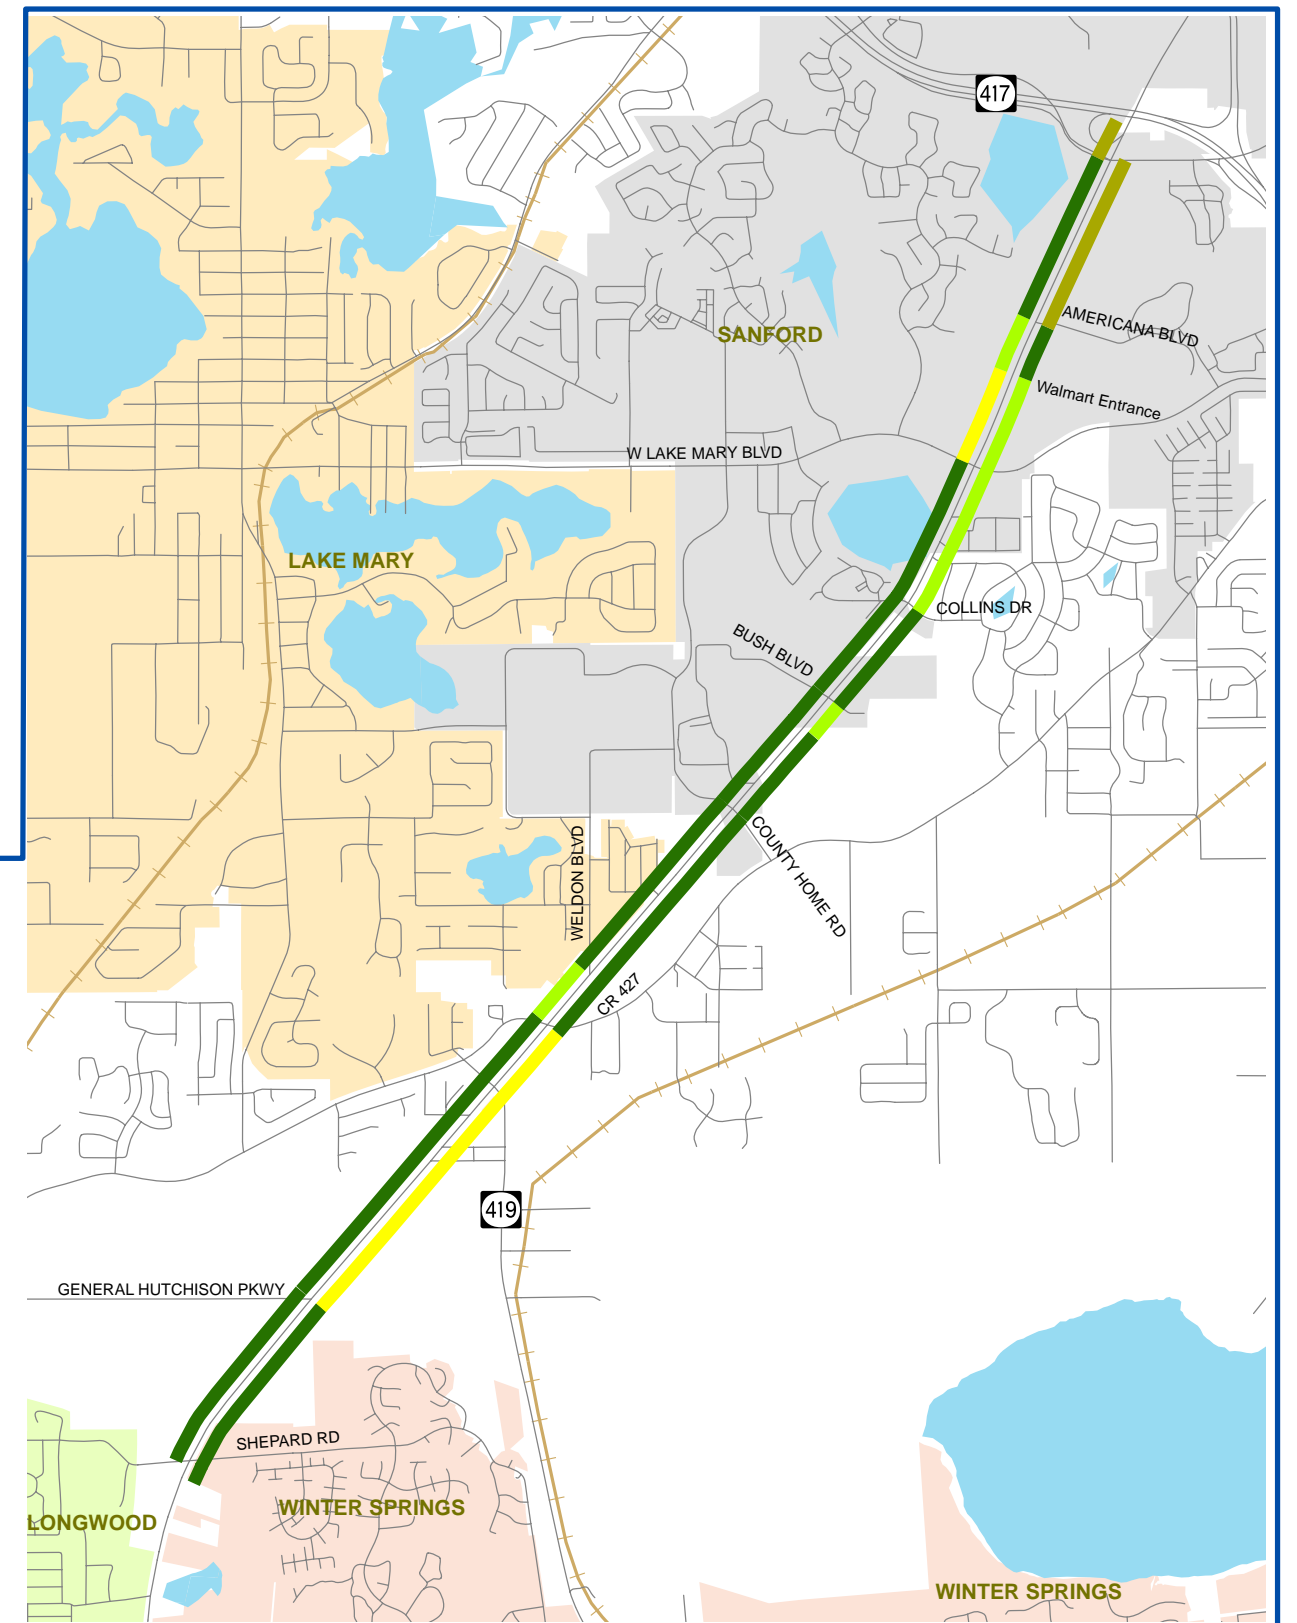 417
AMERICANA BLVD
SANFORD
Walmart Entrance
W LAKE MARY BLVD
LAKE MARY
COLLINS DR
BUSH BLVD
COUNTY HOME RD
WELDON BLVD
CR 427
419
GENERAL HUTCHISON PKWY
SHEPARD RD
WINTER SPRINGS
LONGWOOD
WINTER SPRINGS